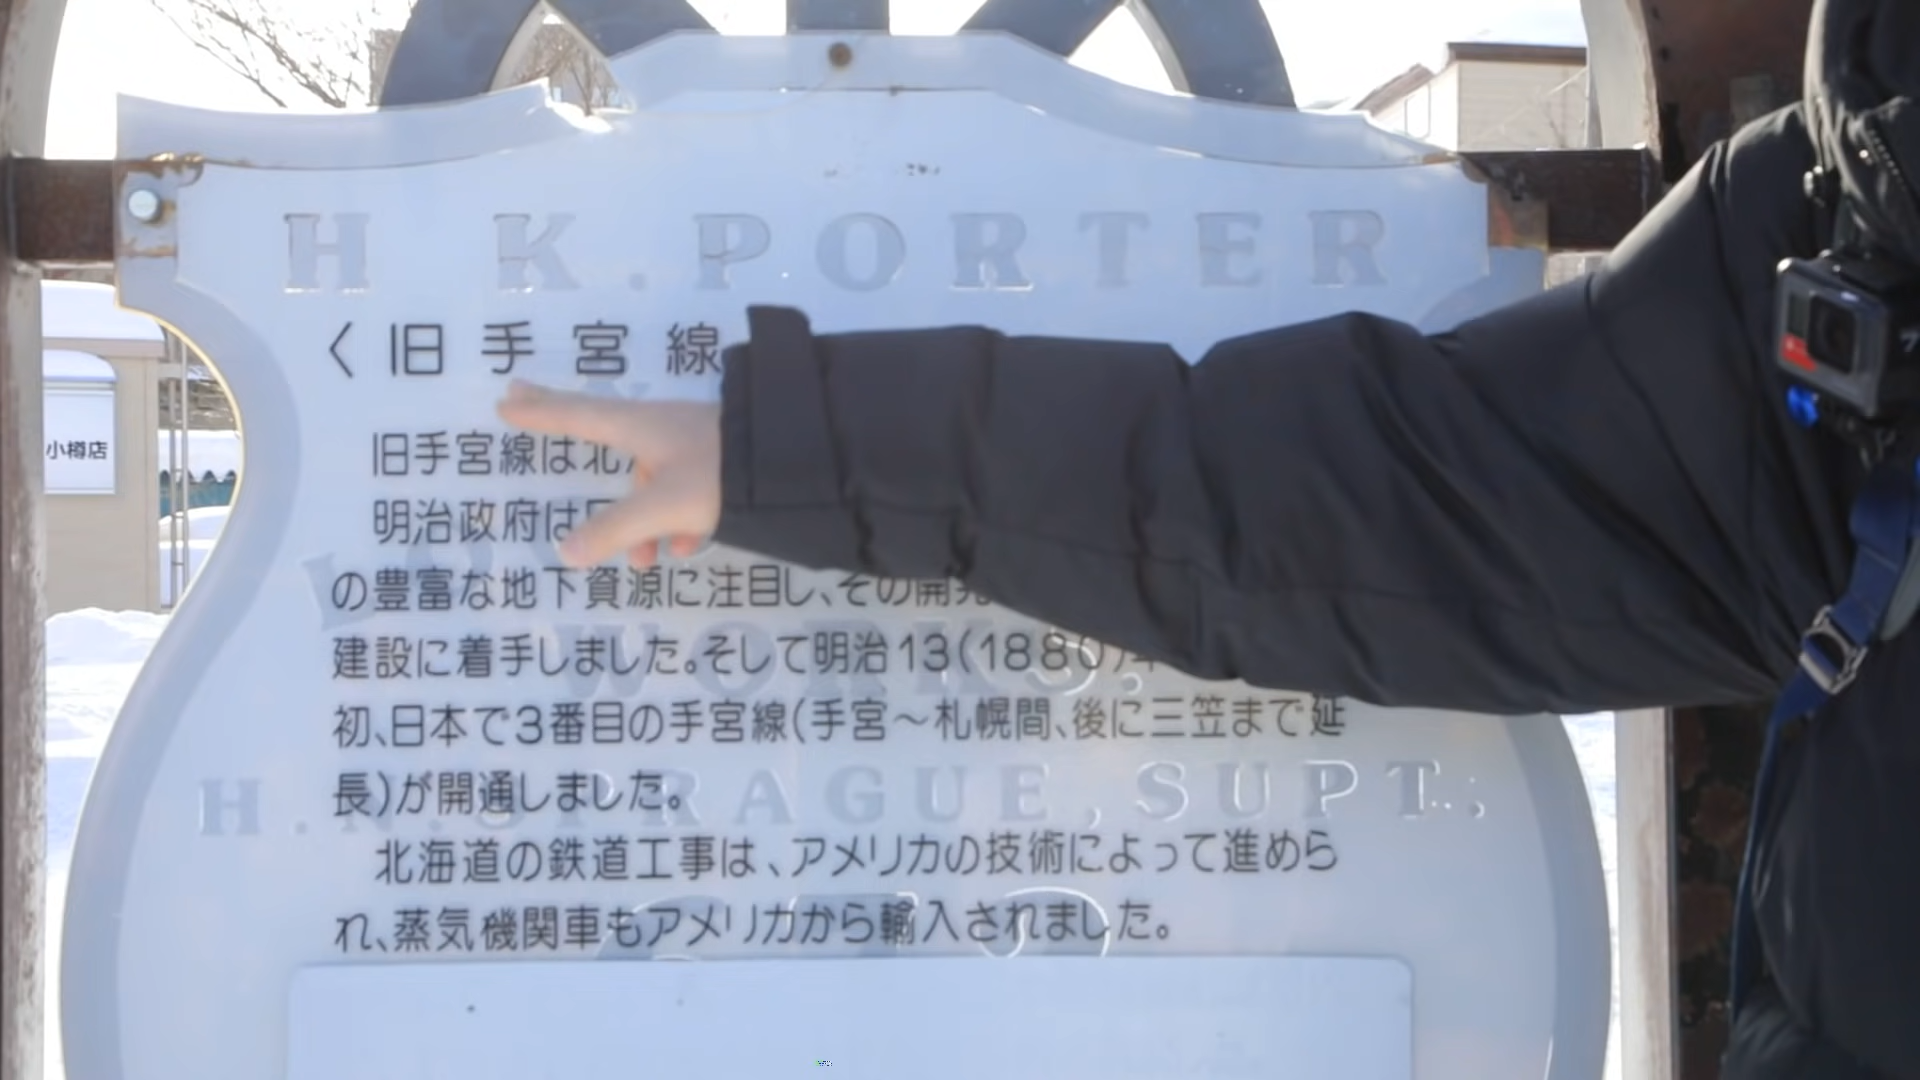 H K.PORTER
〈旧手宮線
旧手宮線は北
明治政府は
の豊富な地下資源に注目し、その開発
建設に着手しました。そして明治13(1880)年
WORKS.
初、日本で3番目の手宮線(手宮～札幌間、後に三笠まで延
長)が開通しました。
H.N.SPRAGUE,SUPT.
北海道の鉄道工事は、アメリカの技術によって進めら
れ、蒸気機関車もアメリカから輸入されました。
小樽店
7